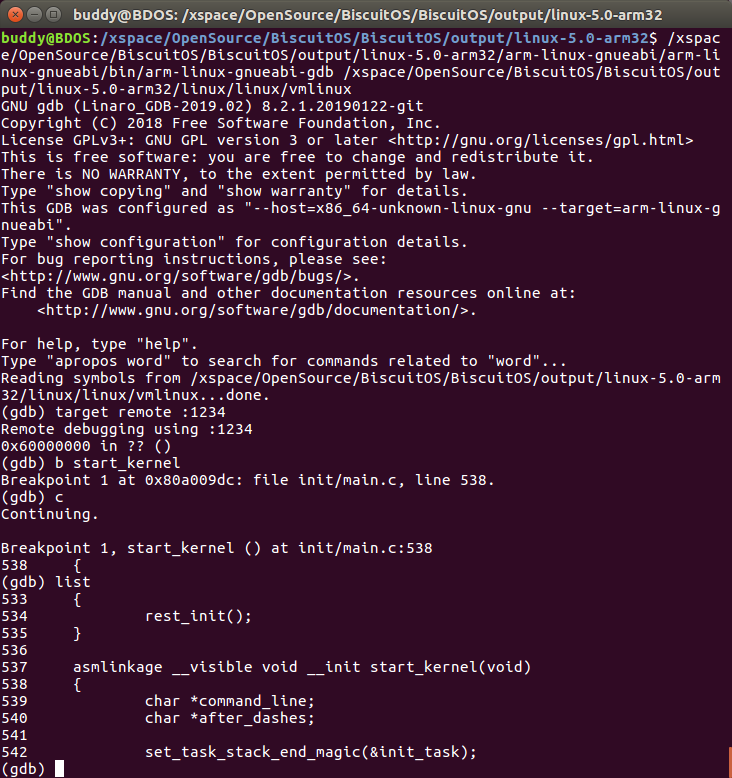 buddy@BDOS: /xspace/OpenSource/BiscuitOS/BiscuitOS/output/linux-5.0-arm32
buddy@BDOS:/xspace/OpenSource/BiscuitOS/BiscuitOS/output/linux-5.0-arm32$ /xspac
e/OpenSource/BiscuitOS/BiscuitOS/output/linux-5.0-arm32/arm-linux-gnueabi/arm-li
nux-gnueabi/bin/arm-linux-gnueabi-gdb /xspace/OpenSource/BiscuitOS/BiscuitOS/out
put/linux-5.0-arm32/linux/linux/vmlinux
GNU gdb (Linaro_GDB-2019.02) 8.2.1.20190122-git
Copyright (C) 2018 Free Software Foundation, Inc.
License GPLv3+: GNU GPL version 3 or later <http://gnu.org/licenses/gpl.html>
This is free software: you are free to change and redistribute it.
There is NO WARRANTY, to the extent permitted by law.
Type "show copying" and "show warranty" for details.
This GDB was configured as "--host=x86_64-unknown-linux-gnu --target=arm-linux-g
nueabi".
Type "show configuration" for configuration details.
For bug reporting instructions, please see:
<http://www.gnu.org/software/gdb/bugs/>.
Find the GDB manual and other documentation resources online at:
    <http://www.gnu.org/software/gdb/documentation/>.

For help, type "help".
Type "apropos word" to search for commands related to "word"...
Reading symbols from /xspace/OpenSource/BiscuitOS/BiscuitOS/output/linux-5.0-arm
32/linux/linux/vmlinux...done.
(gdb) target remote :1234
Remote debugging using :1234
0x60000000 in ?? ()
(gdb) b start_kernel
Breakpoint 1 at 0x80a009dc: file init/main.c, line 538.
(gdb) c
Continuing.

Breakpoint 1, start_kernel () at init/main.c:538
538     {
(gdb) list
533     {
534             rest_init();
535     }
536
537     asmlinkage __visible void __init start_kernel(void)
538     {
539             char *command_line;
540             char *after_dashes;
541
542             set_task_stack_end_magic(&init_task);
(gdb)